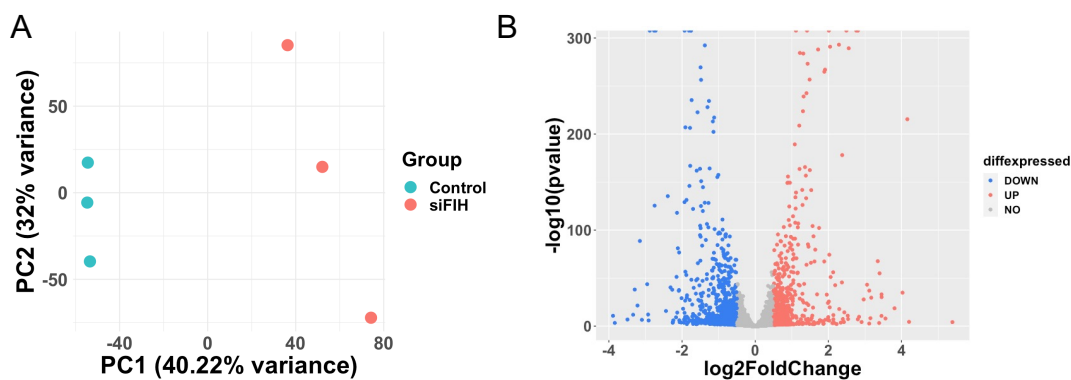 A
PC2 (32% variance)
50
0
-50
-40
0
40
80
PC1 (40.22% variance)
Group
Control
siFIH
B
-log10(pvalue)
300
200
100
0
-4
-2
0
2
4
log2FoldChange
diffexpressed
DOWN
UP
NO